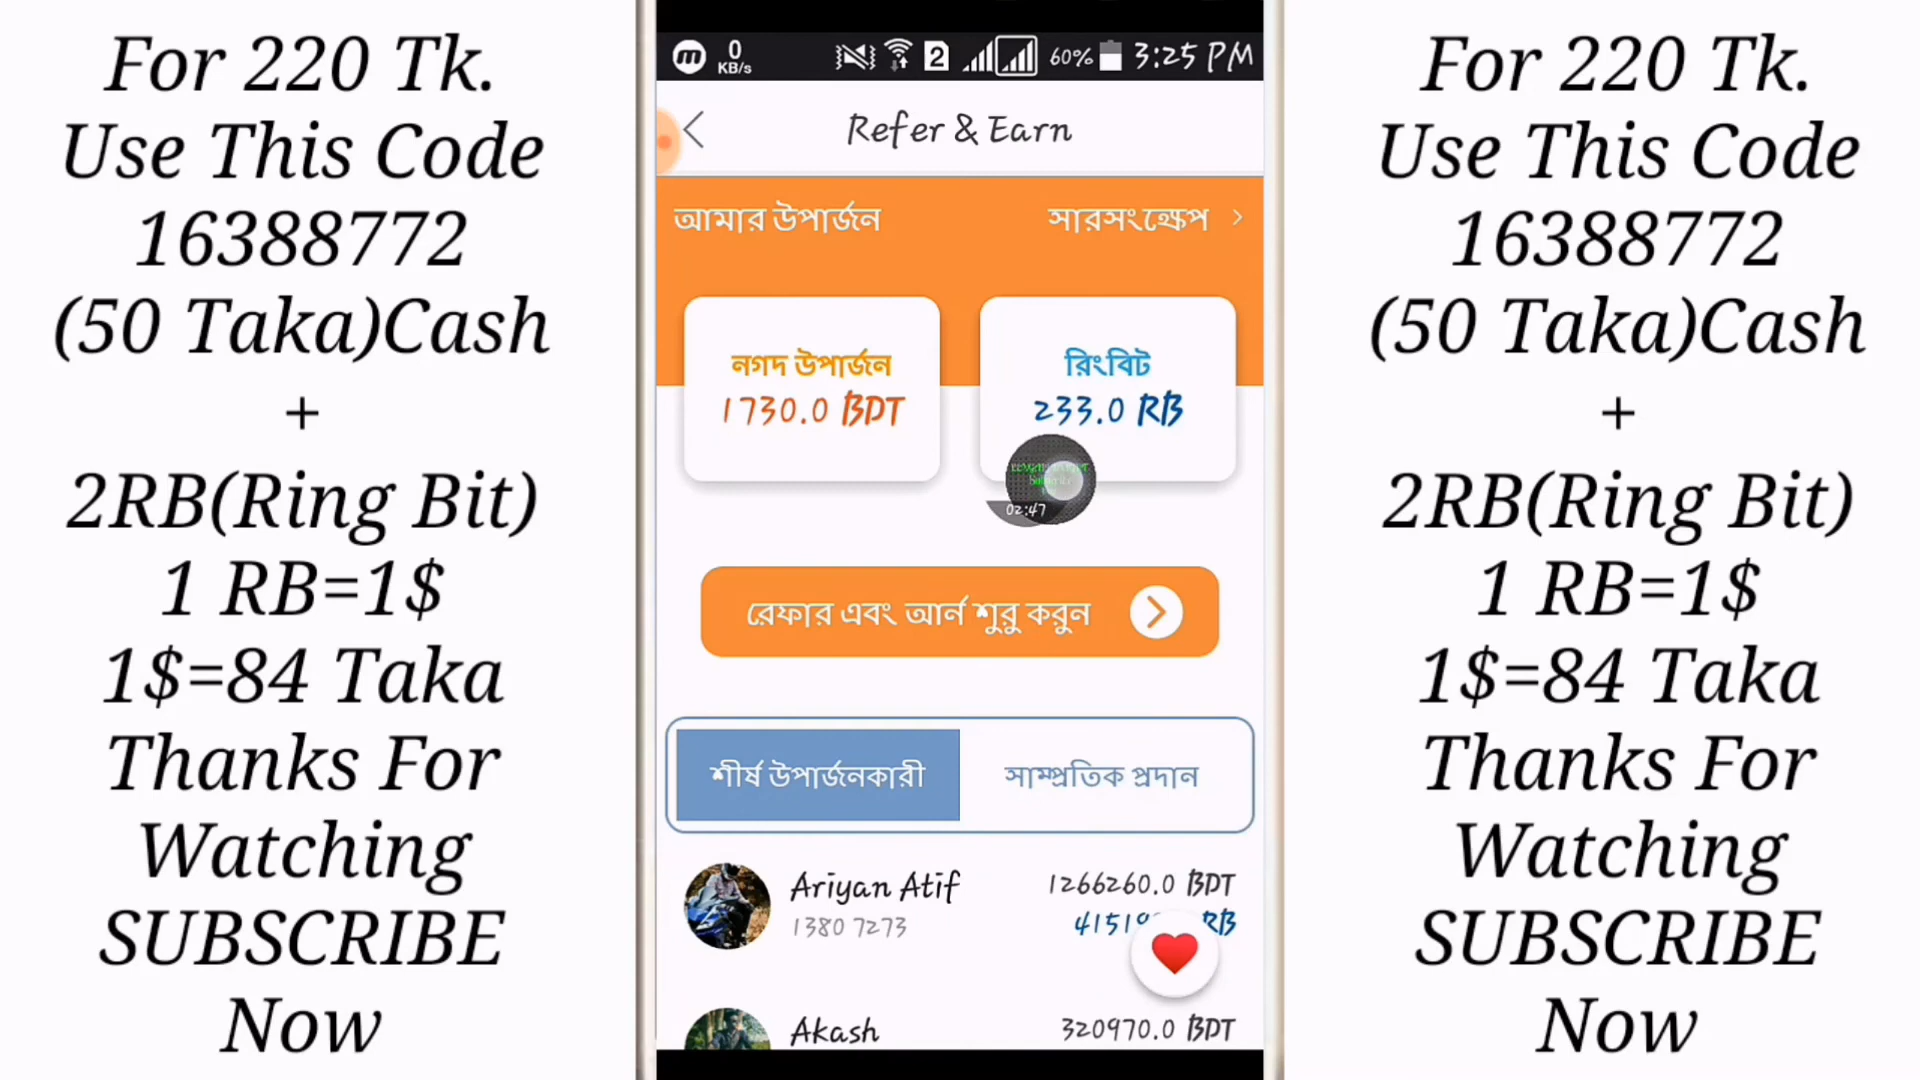 For 220 Tk.
Use This Code
16388772
(50 Taka)Cash
+
2RB(Ring Bit)
1 RB=1$
1$=84 Taka
Thanks For
Watching
SUBSCRIBE
Now
0
KB/s
2
60%
3:25 PM
Refer & Earn
আমার উপার্জন
সারসংক্ষেপ
নগদ উপার্জন
1730.0 BDT
রিংবিট
233.0 RB
02:47
রেফার এবং আর্ন শুরু করুন
শীর্ষ উপার্জনকারী
সাম্প্রতিক প্রদান
Ariyan Atif
1266260.0 BDT
1380 7273
RB
Akash
320970.0 BDT
For 220 Tk.
Use This Code
16388772
(50 Taka)Cash
+
2RB(Ring Bit)
1 RB=1$
1$=84 Taka
Thanks For
Watching
SUBSCRIBE
Now